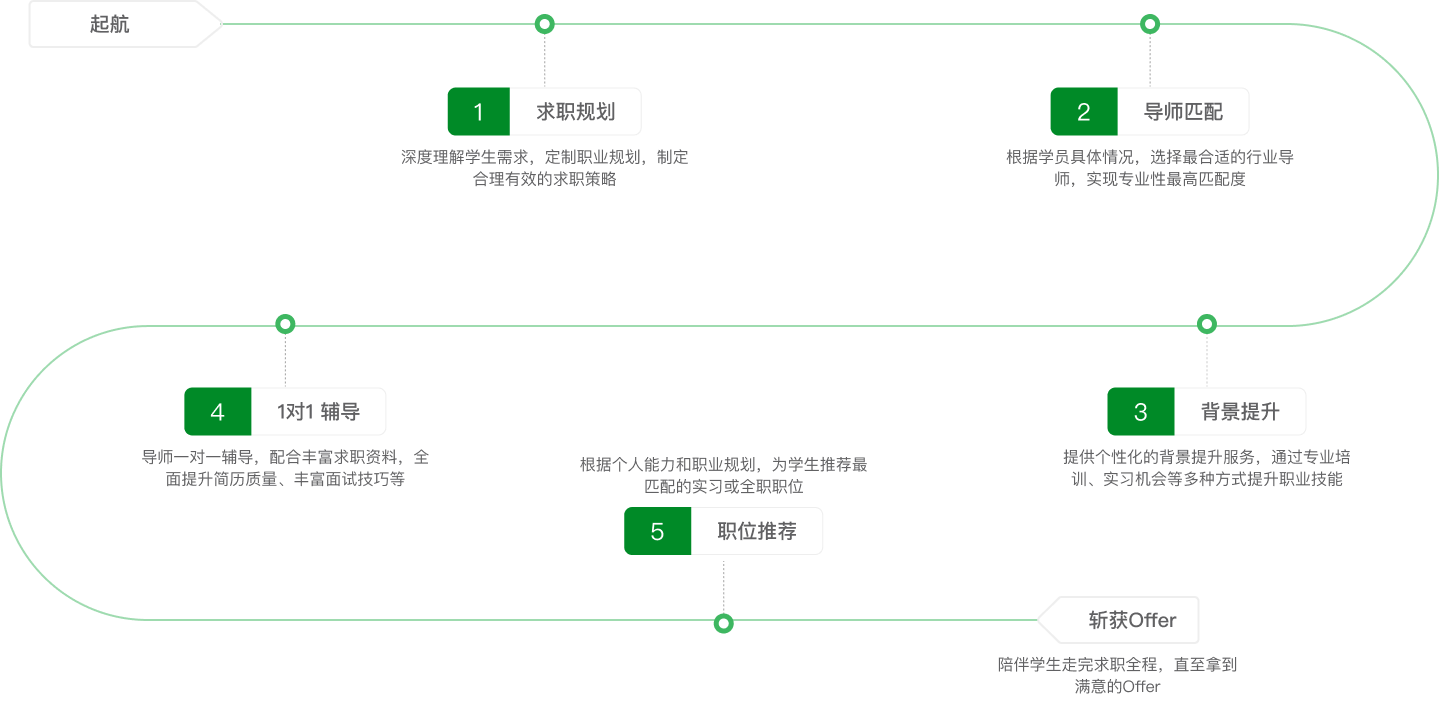 起航
1
求职规划
深度理解学生需求，定制职业规划，制定
合理有效的求职策略
2
导师匹配
根据学员具体情况，选择最合适的行业导
师，实现专业性最高匹配度
3
背景提升
提供个性化的背景提升服务，通过专业培
训、实习机会等多种方式提升职业技能
4
1对1 辅导
导师一对一辅导，配合丰富求职资料，全
面提升简历质量、丰富面试技巧等
根据个人能力和职业规划，为学生推荐最
匹配的实习或全职职位
5
职位推荐
斩获Offer
陪伴学生走完求职全程，直至拿到
满意的Offer